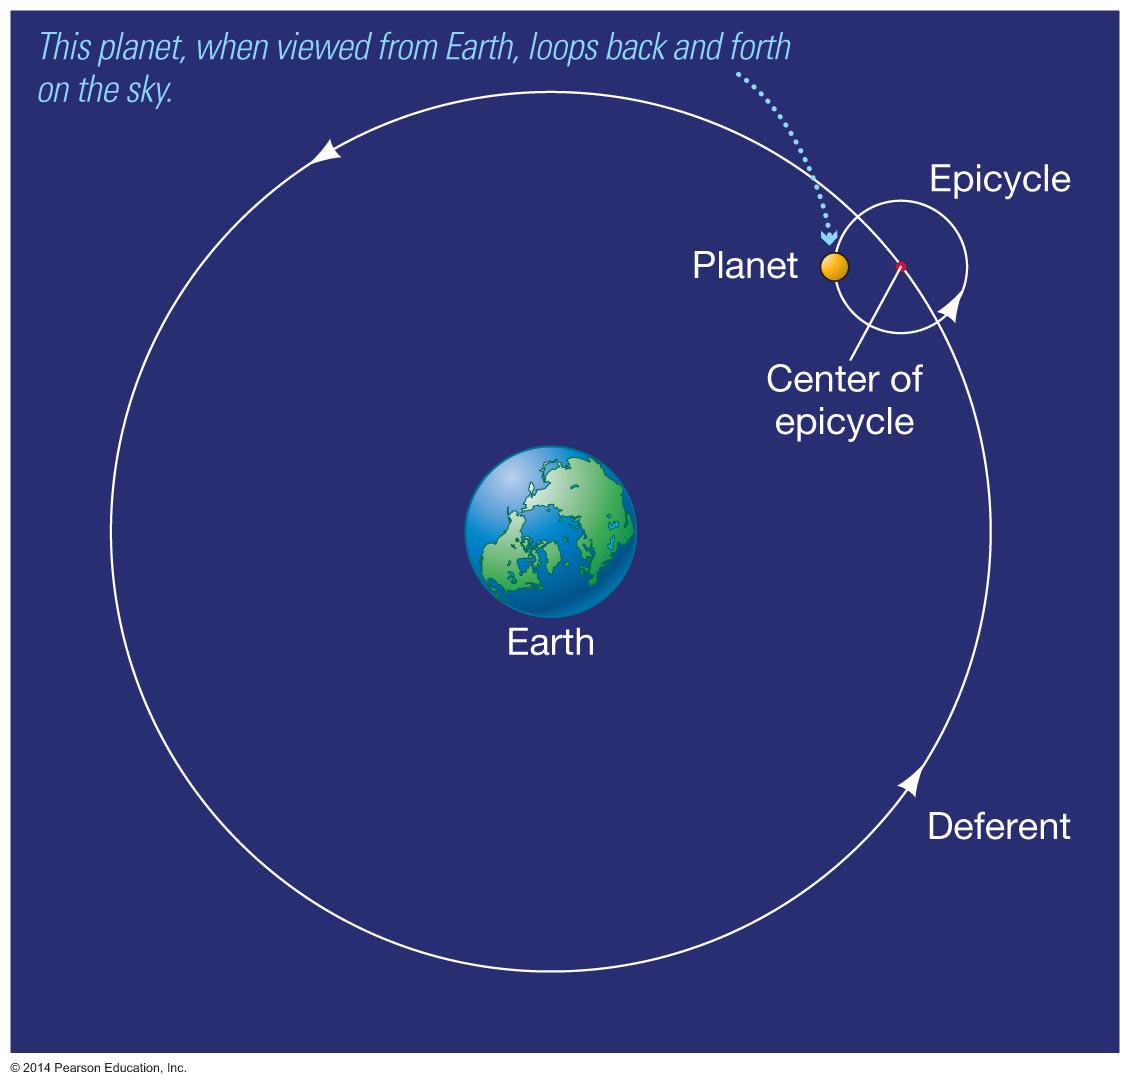 This planet, when viewed from Earth, loops back and forth
on the sky.
Epicycle
Planet
Center of
epicycle
Earth
Deferent
© 2014 Pearson Education, Inc.